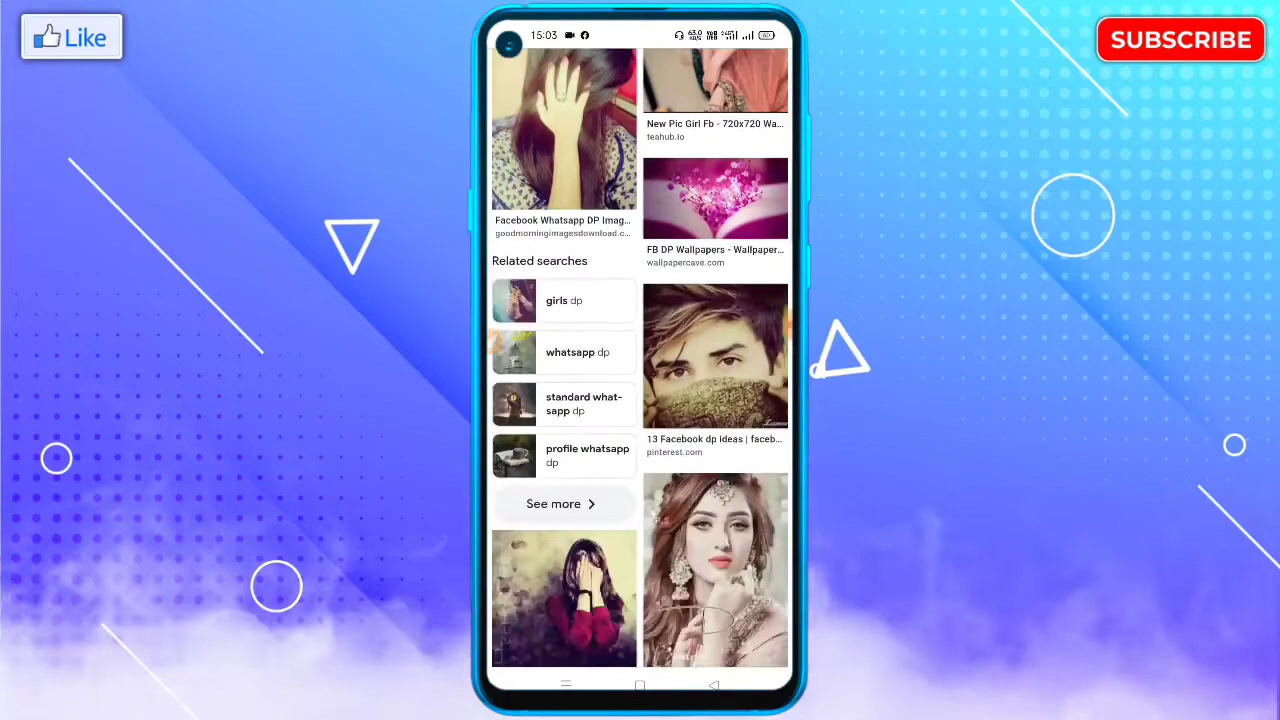 Like
SUBSCRIBE
15:03
New Pic Girl Fb - 720x720 Wa...
teahub.io
Facebook Whatsapp DP Imag...
goodmorningimagesdownload.c...
FB DP Wallpapers - Wallpaper...
wallpapercave.com
Related searches
girls dp
whatsapp dp
standard what-
sapp dp
profile whatsapp
dp
See more
13 Facebook dp ideas | faceb...
pinterest.com